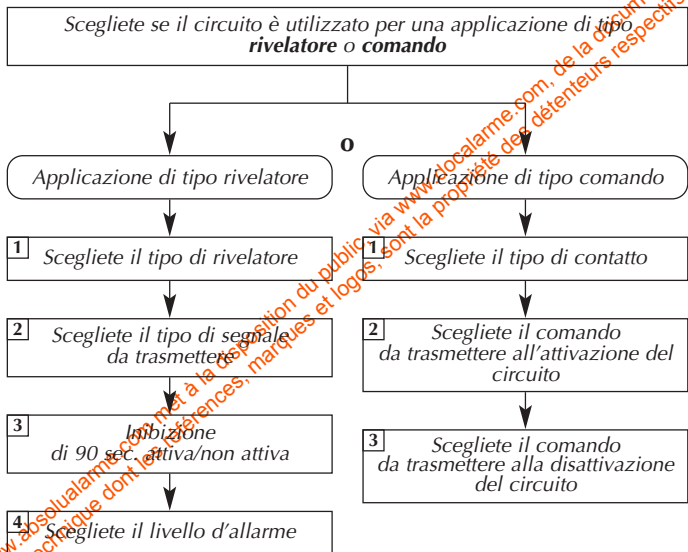 Scegliete se il circuito è utilizzato per una applicazione di tipo
rivelatore o comando
o
Applicazione di tipo rivelatore
1
Scegliete il tipo di rivelatore
2
Scegliete il tipo di segnale
da trasmettere
3
Inibizione
di 90 sec. attiva/non attiva
4
Scegliete il livello d'allarme
Applicazione di tipo comando
1
Scegliete il tipo di contatto
2
Scegliete il comando
da trasmettere all'attivazione del
circuito
3
Scegliete il comando
da trasmettere alla disattivazione
del circuito
www.absolualarme.com met à la disposition du public, via www.docalarme.com, de la
technique dont les références, marques et logos, sont la propriété des détenteurs